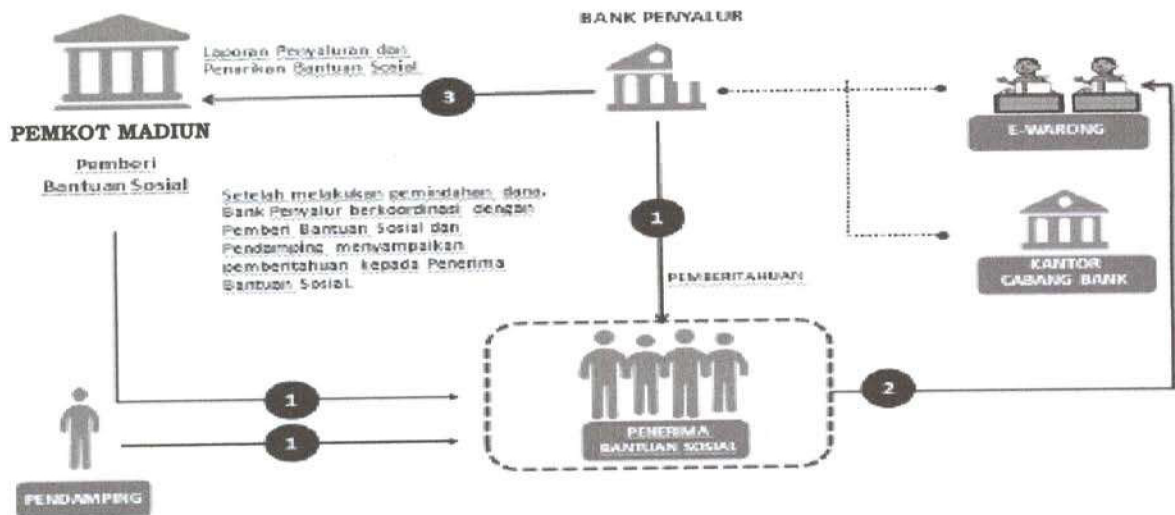 BANK PENYALUR
Laporan Penyaluran dan
Penarikan Bantuan Sosial
3
PEMKOT MADIUN
Pemberi
Bantuan Sosial
E-WARONG
Setelah melakukan pemindahan dana,
Bank Penyalur berkoordinasi dengan
Pemberi Bantuan Sosial dan
Pendamping menyampaikan
pemberitahuan kepada Penerima
Bantuan Sosial.
1
PEMBERITAHUAN
KANTOR
CABANG BANK
1
1
2
PENERIMA
BANTUAN SOSIAL
PENDAMPING